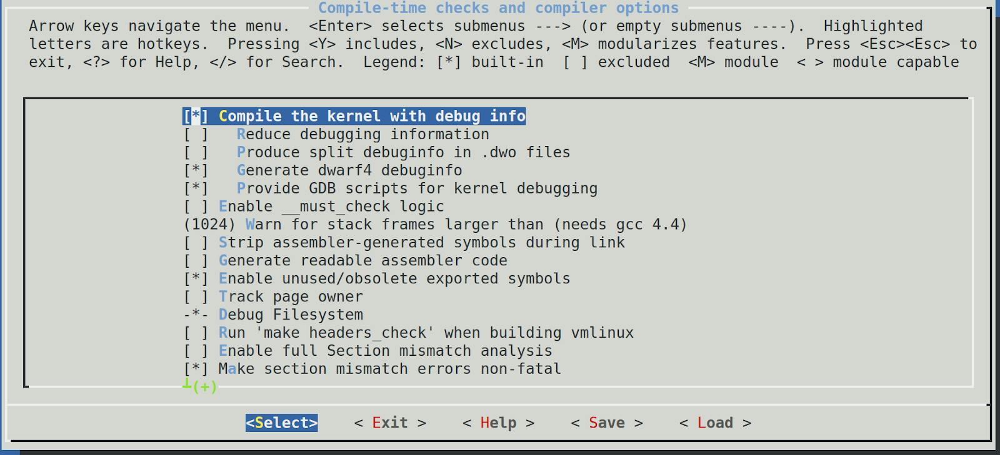 Compile-time checks and compiler options
Arrow keys navigate the menu.  <Enter> selects submenus ---> (or empty submenus ----).  Highlighted
letters are hotkeys.  Pressing <Y> includes, <N> excludes, <M> modularizes features.  Press <Esc><Esc> to
exit, <?> for Help, </> for Search.  Legend: [*] built-in  [ ] excluded  <M> module  < > module capable
[*] Compile the kernel with debug info
[ ]   Reduce debugging information
[ ]   Produce split debuginfo in .dwo files
[*]   Generate dwarf4 debuginfo
[*]   Provide GDB scripts for kernel debugging
[ ] Enable __must_check logic
(1024) Warn for stack frames larger than (needs gcc 4.4)
[ ] Strip assembler-generated symbols during link
[ ] Generate readable assembler code
[*] Enable unused/obsolete exported symbols
[ ] Track page owner
-*- Debug Filesystem
[ ] Run 'make headers_check' when building vmlinux
[ ] Enable full Section mismatch analysis
[*] Make section mismatch errors non-fatal
┴(+)
<Select>    < Exit >    < Help >    < Save >    < Load >